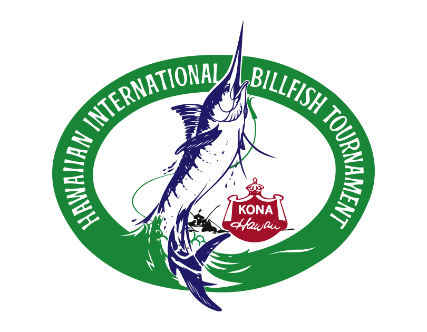 HAWAIIAN INTERNATIONAL BILLFISH TOURNAMENT
KONA
Hawaii